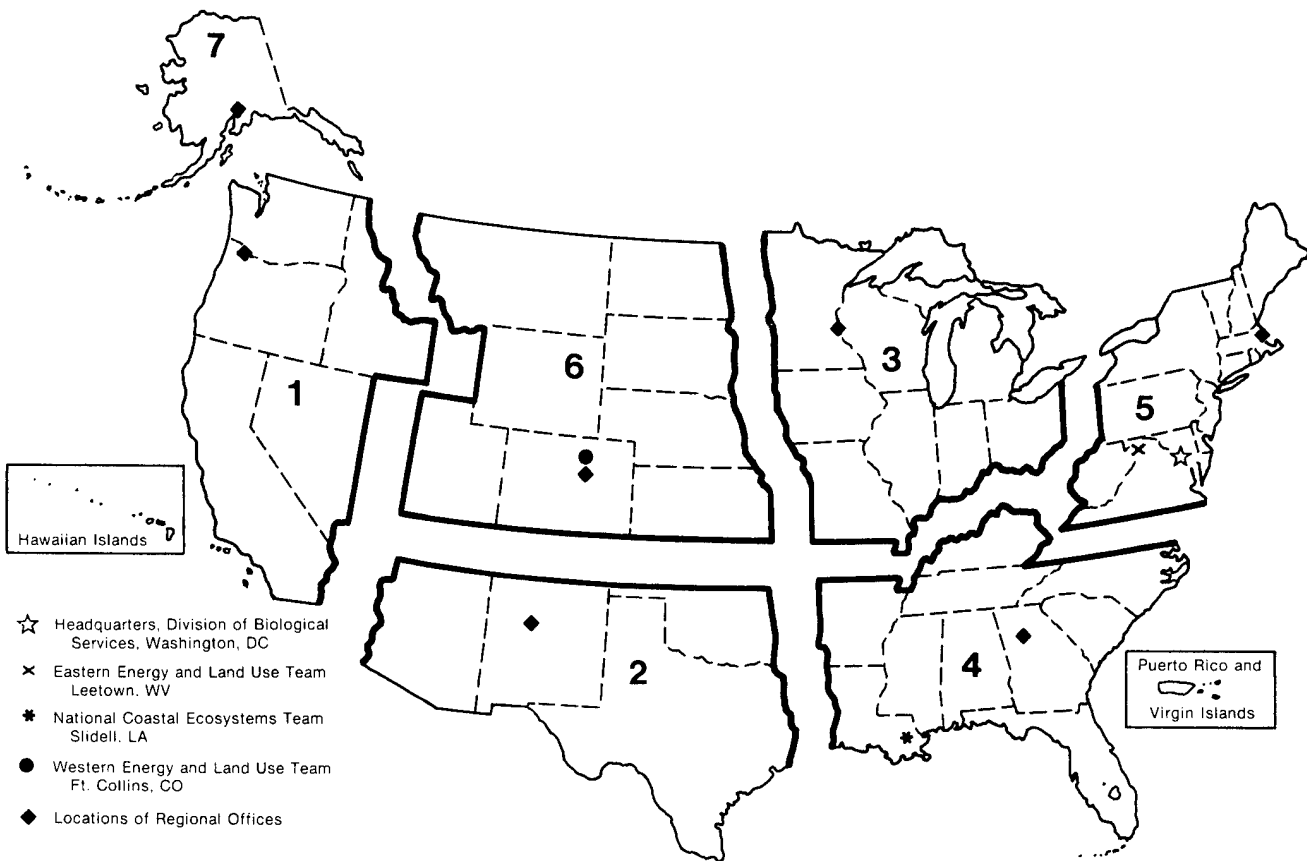 7
6
3
1
5
Hawaiian Islands
2
4
Puerto Rico and
Virgin Islands
Headquarters, Division of Biological
Services, Washington, DC
Eastern Energy and Land Use Team
Leetown, WV
National Coastal Ecosystems Team
Slidell, LA
Western Energy and Land Use Team
Ft. Collins, CO
Locations of Regional Offices